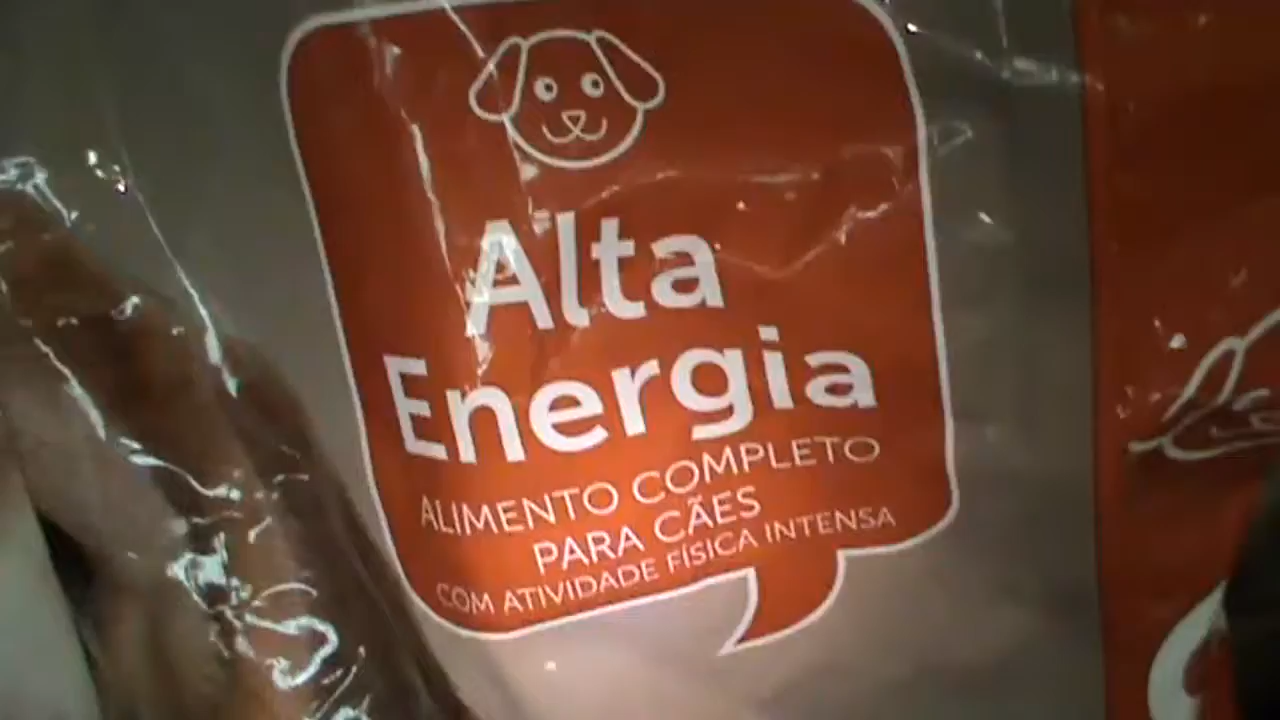 Alta
Energia
ALIMENTO COMPLETO
PARA CÃES
COM ATIVIDADE FÍSICA INTENSA